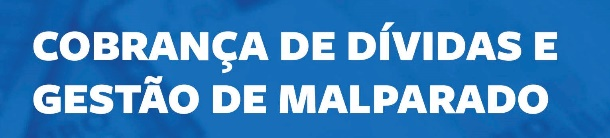 COBRANÇA DE DÍVIDAS E
GESTÃO DE MALPARADO